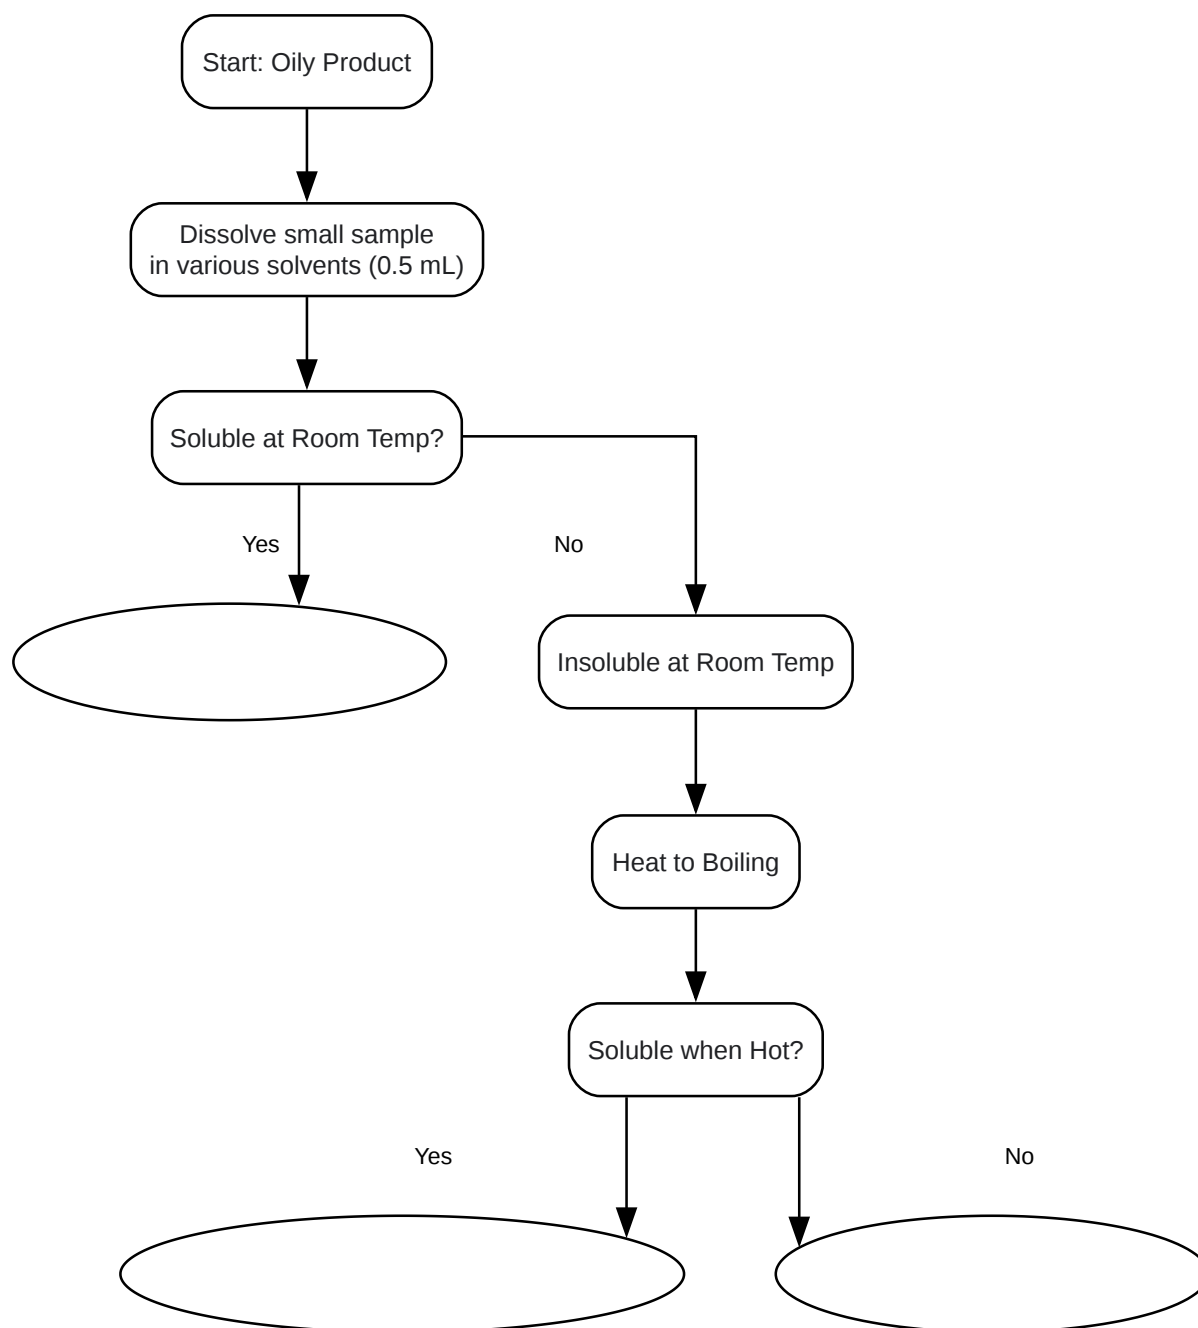 Start: Oily Product
Dissolve small sample
in various solvents (0.5 mL)
Soluble at Room Temp?
Yes
No
Insoluble at Room Temp
Heat to Boiling
Soluble when Hot?
Yes
No